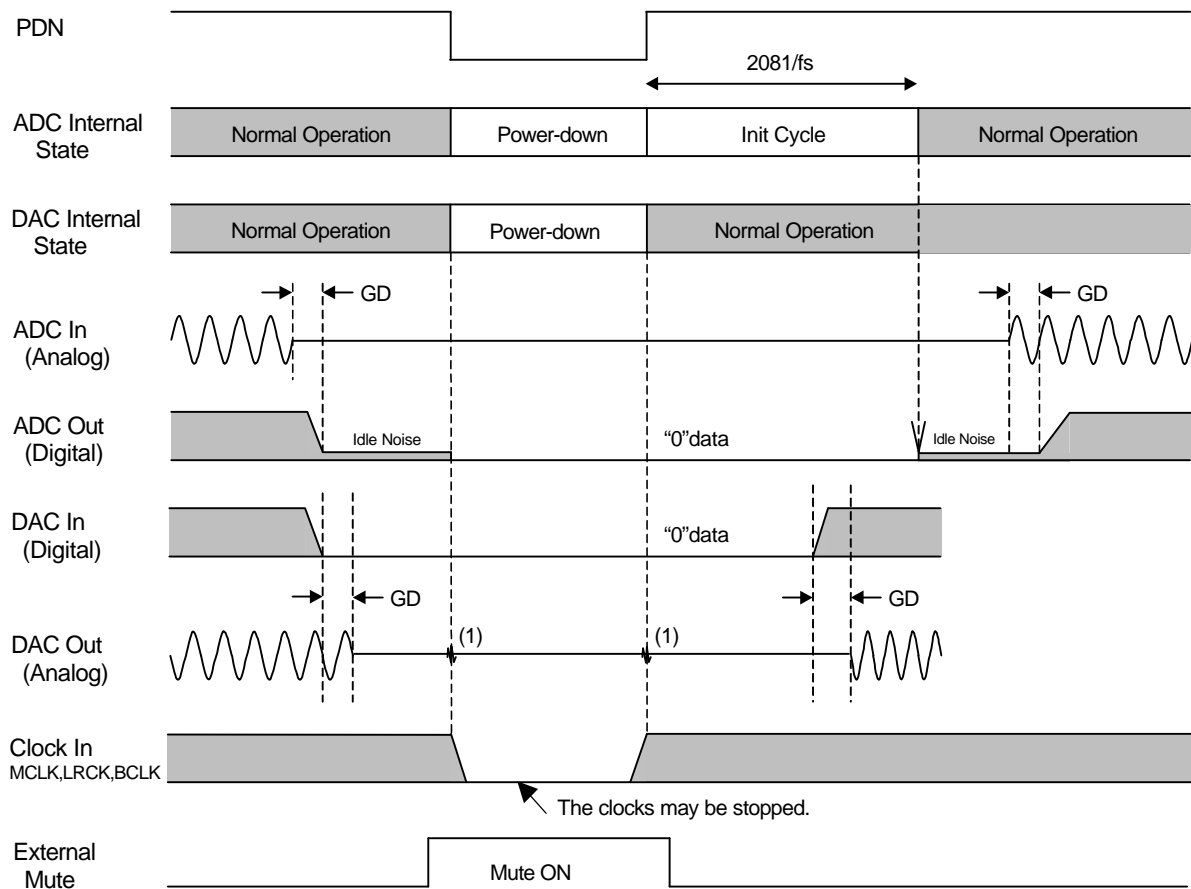 PDN
2081/fs
ADC Internal
State
Normal Operation
Power-down
Init Cycle
Normal Operation
DAC Internal
State
Normal Operation
Power-down
Normal Operation
GD
GD
ADC In
(Analog)
ADC Out
(Digital)
Idle Noise
“0”data
Idle Noise
DAC In
(Digital)
“0”data
GD
GD
DAC Out
(Analog)
(1)
(1)
Clock In
MCLK,LRCK,BCLK
The clocks may be stopped.
External
Mute
Mute ON